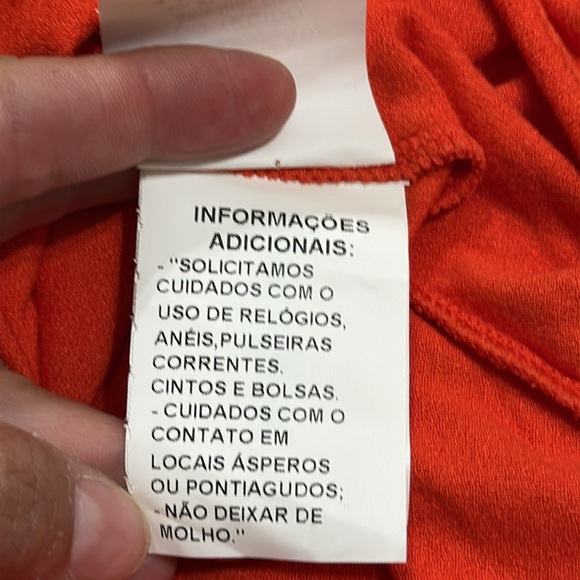 INFORMAÇÕES
ADICIONAIS:
- "SOLICITAMOS
CUIDADOS COM O
USO DE RELÓGIOS,
ANÉIS,PULSEIRAS
CORRENTES,
CINTOS E BOLSAS.
- CUIDADOS COM O
CONTATO EM
LOCAIS ÁSPEROS
OU PONTIAGUDOS;
- NÃO DEIXAR DE
MOLHO."